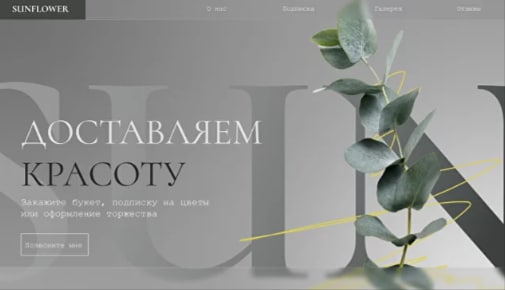 SUNFLOWER
О нас Подписка Галерея Отзывы
SUN
ДОСТАВЛЯЕМ
КРАСОТУ
Закажите букет, подписку на цветы
или оформление торжества
Позвоните мне